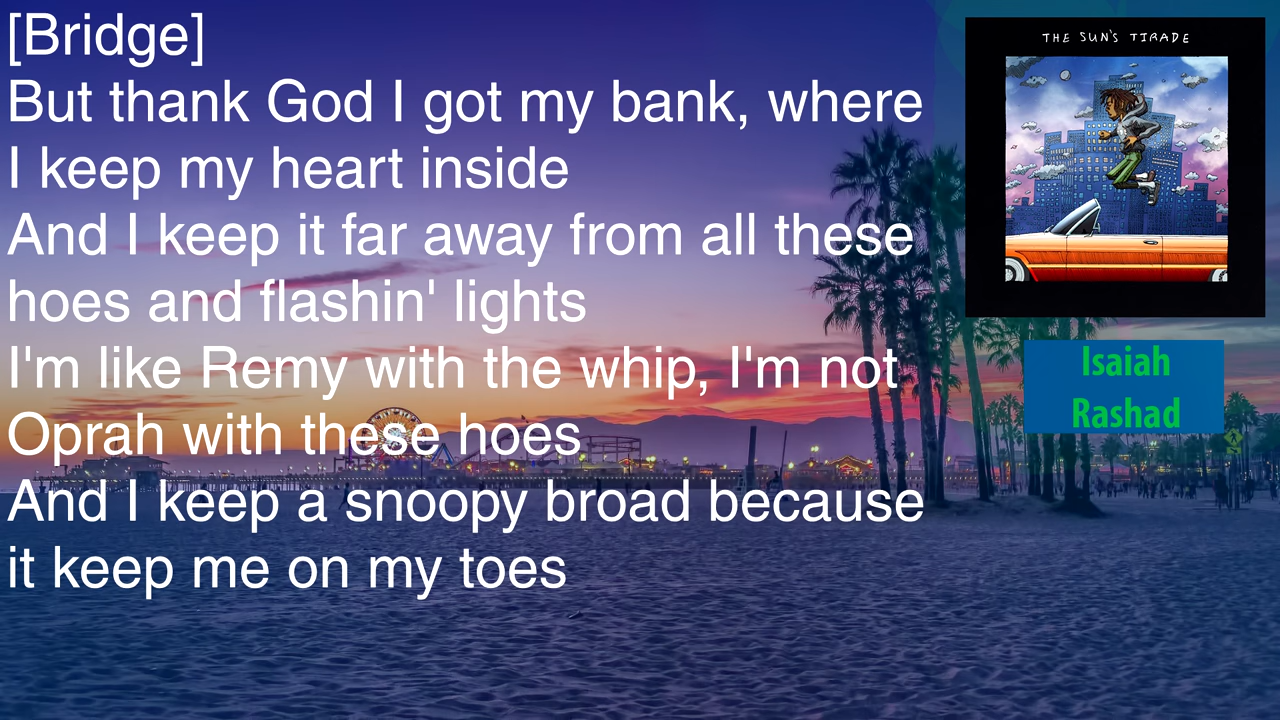 [Bridge]
But thank God I got my bank, where
I keep my heart inside
And I keep it far away from all these
hoes and flashin' lights
I'm like Remy with the whip, I'm not
Oprah with these hoes
And I keep a snoopy broad because
it keep me on my toes
THE SUN'S TIRADE
Isaiah
Rashad